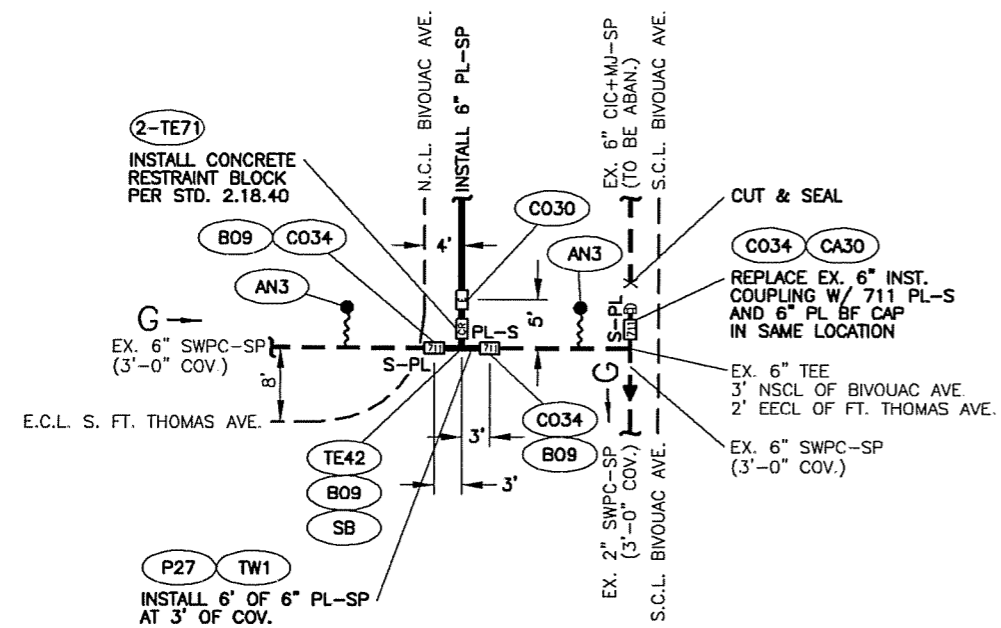 N.C.L. BIVOUAC AVE.
INSTALL 6" PL-SP
EX. 6" CIC+MJ-SP
(TO BE ABAN.)
S.C.L. BIVOUAC AVE.
2-TE71
INSTALL CONCRETE
RESTRAINT BLOCK
PER STD. 2.18.40
B09
C034
AN3
4'
C030
AN3
5'
CUT & SEAL
C034
CA30
REPLACE EX. 6" INST.
COUPLING W/ 711 PL-S
AND 6" PL BF CAP
IN SAME LOCATION
G
EX. 6" SWPC-SP
(3'-0" COV.)
S-PL
711
E
CR
PL-S
711
S-PL
711
8'
E.C.L. S. FT. THOMAS AVE.
G
EX. 6" TEE
3' NSCL OF BIVOUAC AVE.
2' EECL OF FT. THOMAS AVE.
EX. 6" SWPC-SP
(3'-0" COV.)
C034
B09
3'
3'
TE42
B09
SB
EX. 2" SWPC-SP
(3'-0" COV.)
S.C.L. BIVOUAC AVE.
P27
TW1
INSTALL 6' OF 6" PL-SP
AT 3' OF COV.